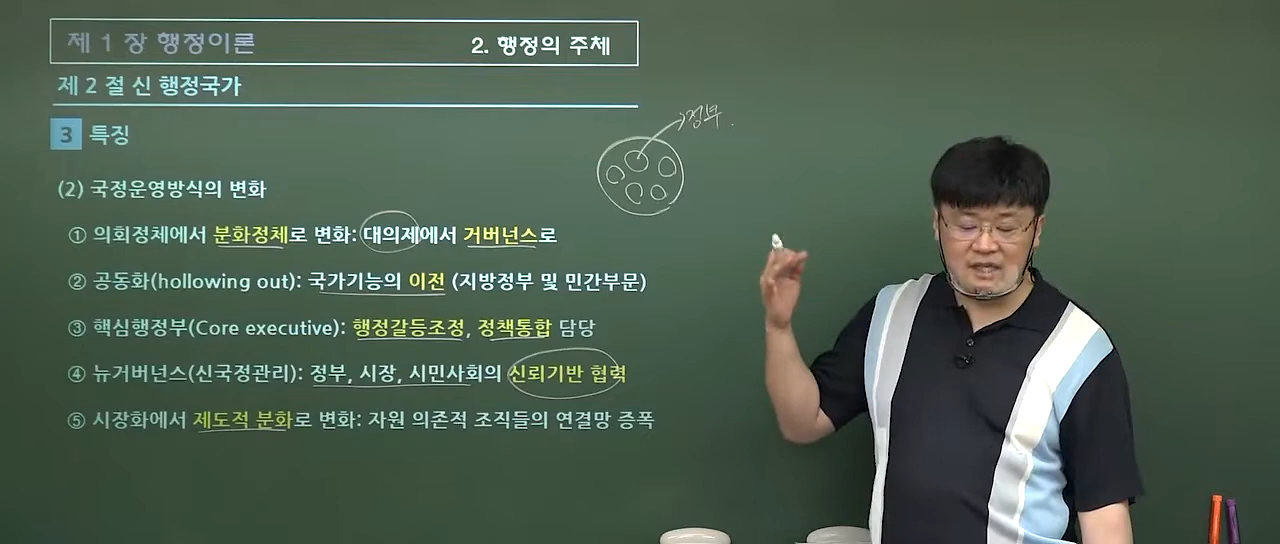 제 1 장 행정이론
2. 행정의 주체
제 2 절 신 행정국가
3 특징
정부
(2) 국정운영방식의 변화
① 의회정체에서 분화정체로 변화: 대의제에서 거버넌스로
② 공동화(hollowing out): 국가기능의 이전 (지방정부 및 민간부문)
③ 핵심행정부(Core executive): 행정갈등조정, 정책통합 담당
④ 뉴거버넌스(신국정관리): 정부, 시장, 시민사회의 신뢰기반 협력
⑤ 시장화에서 제도적 분화로 변화: 자원 의존적 조직들의 연결망 증폭